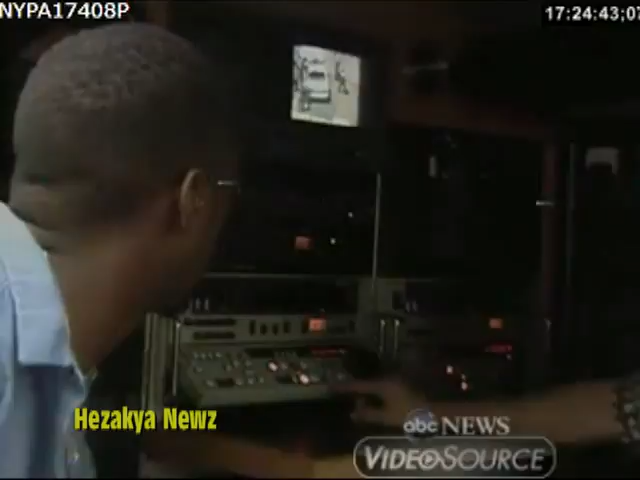 NYPA17408P
17:24:43;07
Hezakya Newz
abc NEWS
VIDEOSOURCE